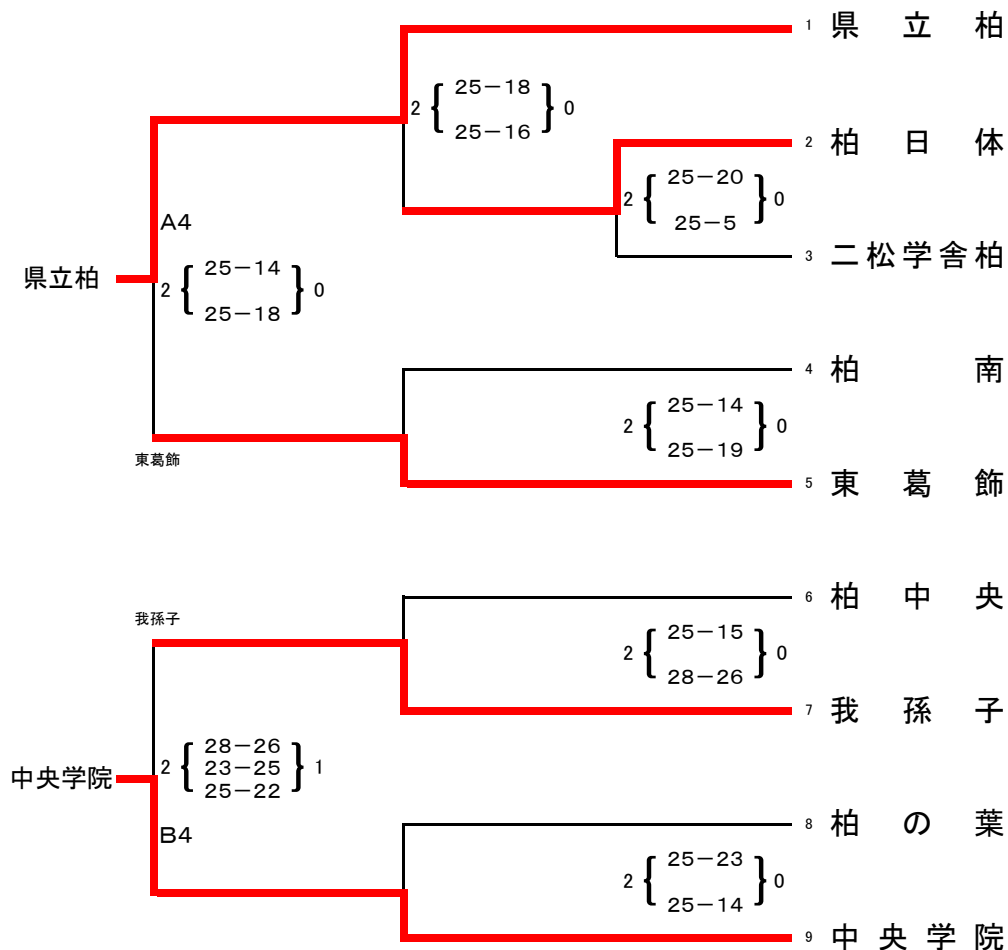 1 県立柏
2 { 25－18 } 0
25－16
2 柏日体
2 { 25－20 } 0
25－5
3 二松学舎柏
A4
県立柏
2 { 25－14 } 0
25－18
4 柏南
2 { 25－14 } 0
25－19
東葛飾
5 東葛飾
6 柏中央
我孫子
2 { 25－15 } 0
28－26
7 我孫子
中央学院
2 { 28－26 } 1
23－25
25－22
B4
8 柏の葉
2 { 25－23 } 0
25－14
9 中央学院